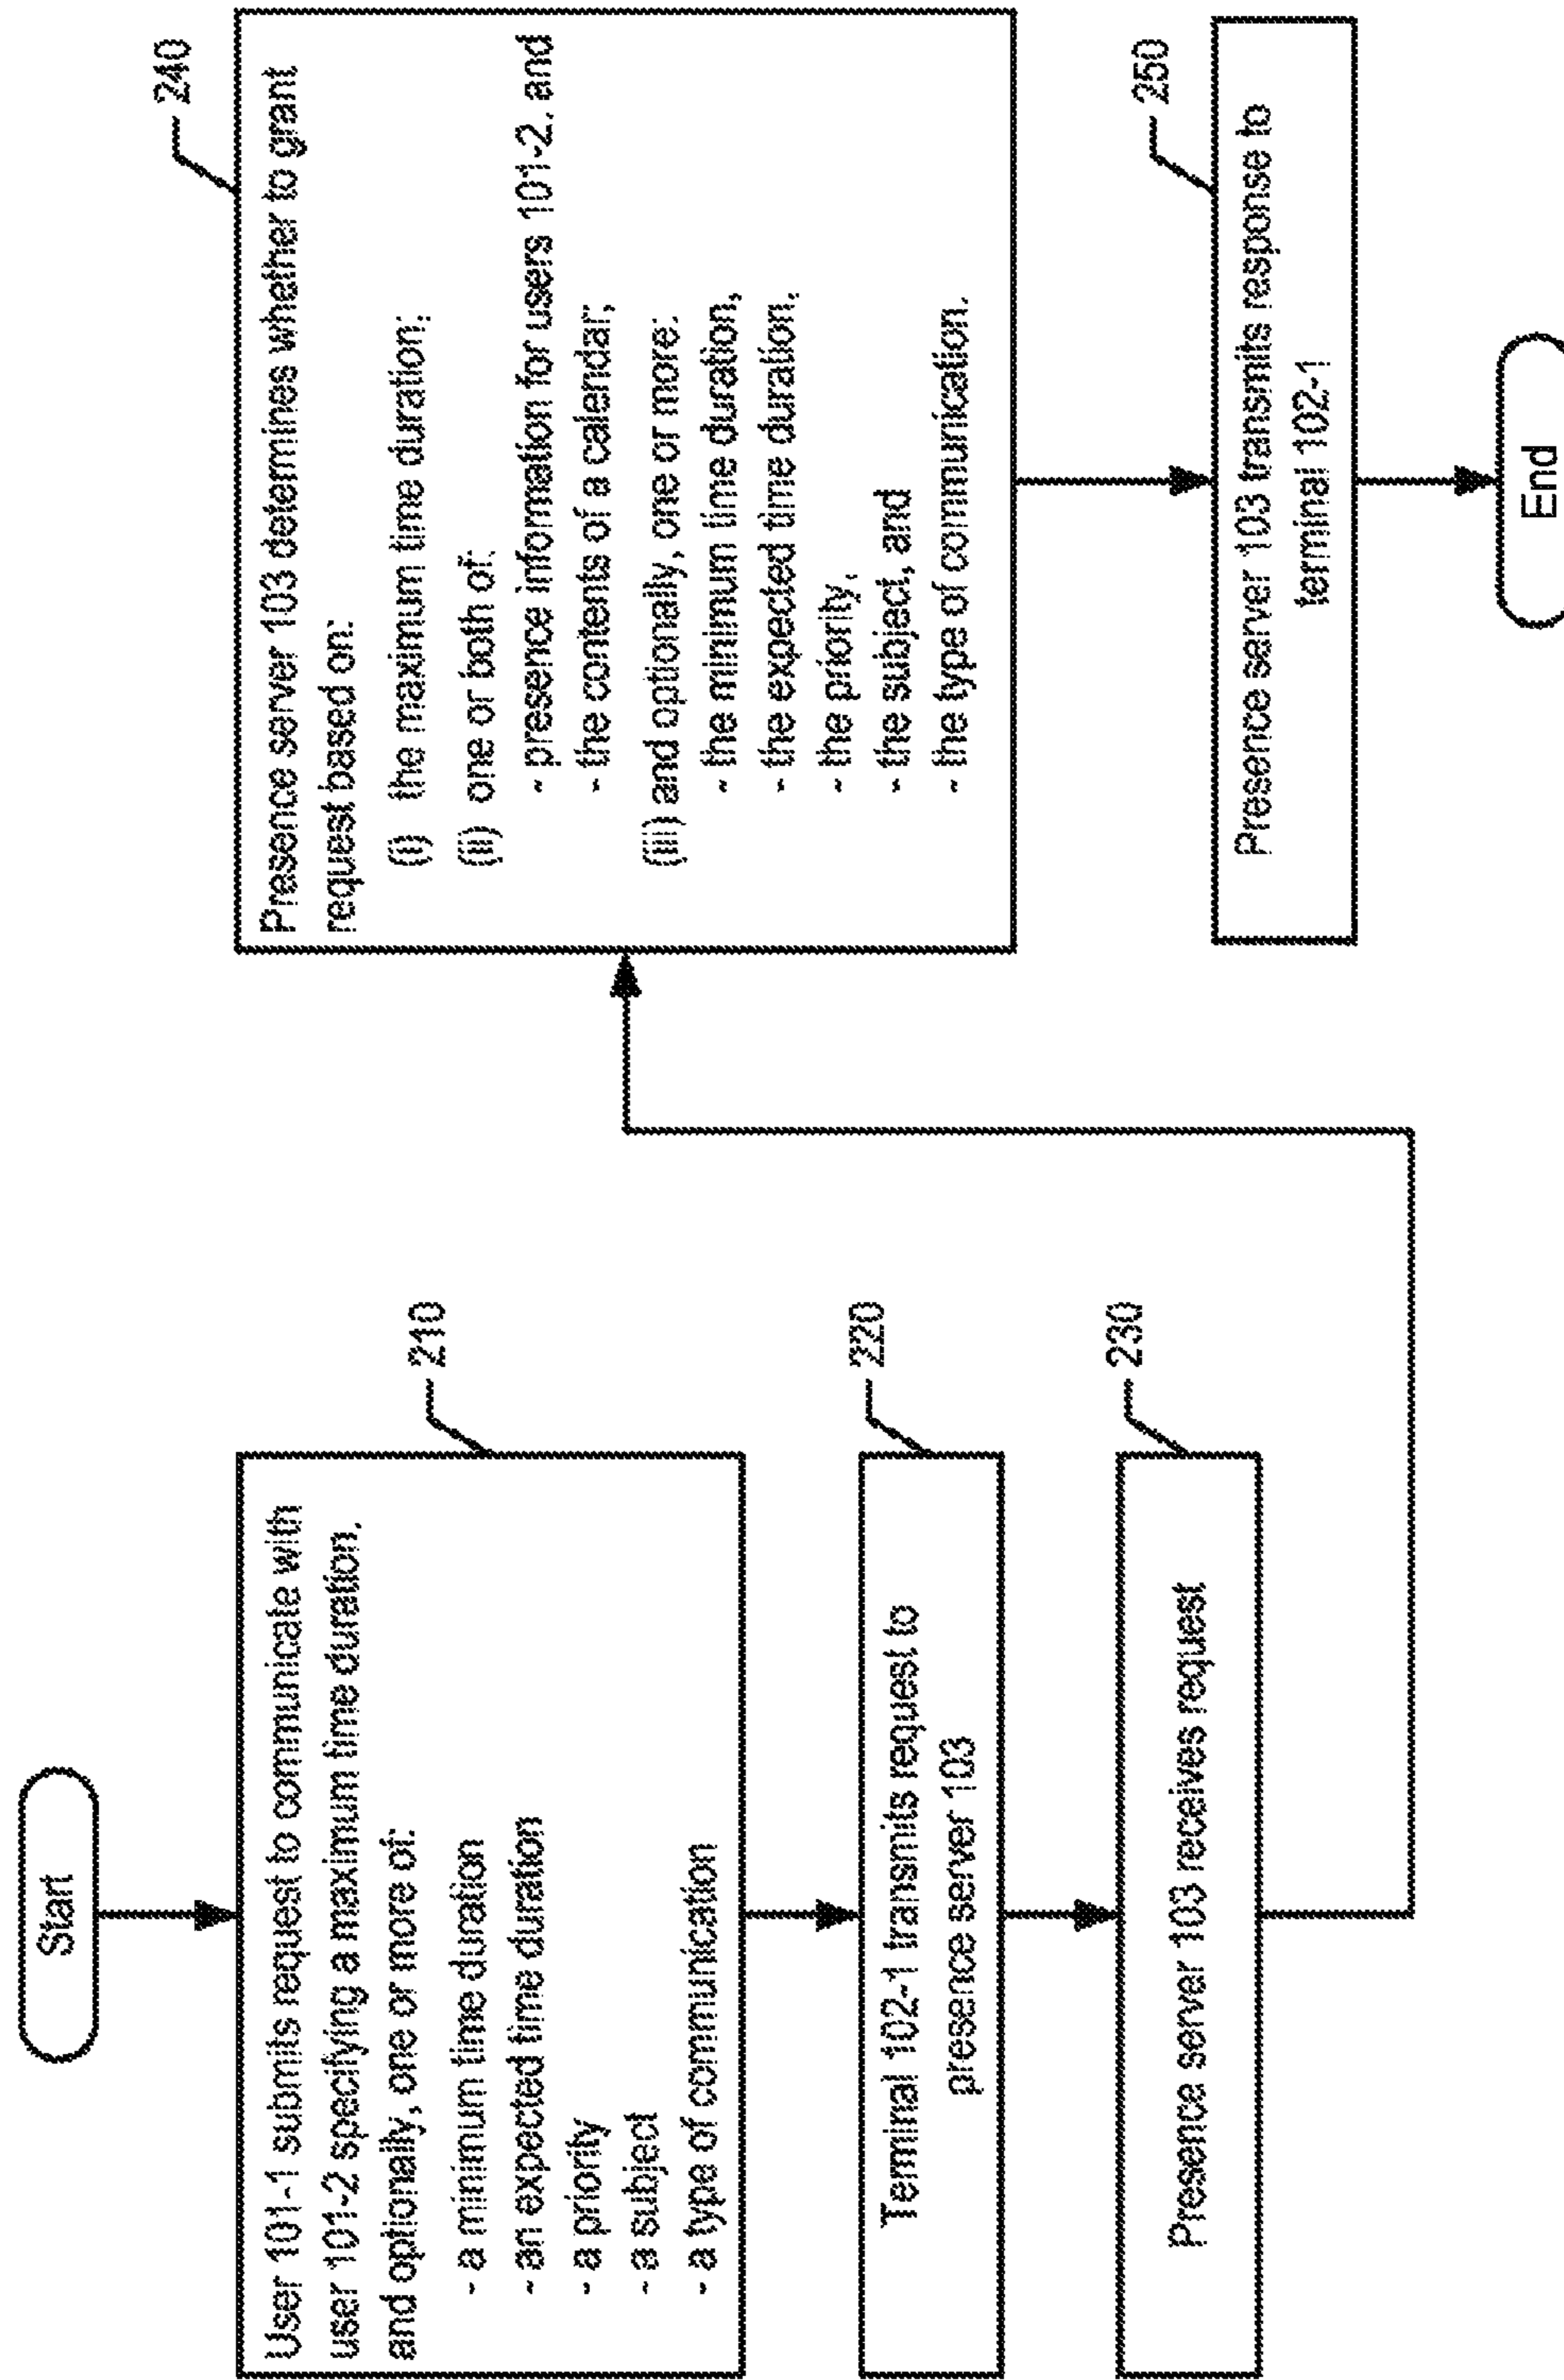 Start
210
User 101-1 submits request to communicate with
user 101-2 specifying a maximum time duration,
and optionally, one or more of:
- a minimum time duration
- an expected time duration
- a priority
- a subject
- a type of communication
220
Terminal 102-1 transmits request to
presence server 103
230
Presence server 103 receives request
240
Presence server 103 determines whether to grant
request based on:
(i) the maximum time duration;
(ii) one or both of:
- presence information for users 101-2, and
- the contents of a calendar;
(iii) and optionally, one or more:
- the minimum time duration,
- the expected time duration,
- the priority,
- the subject, and
- the type of communication.
250
Presence server 103 transmits response to
terminal 102-1
End